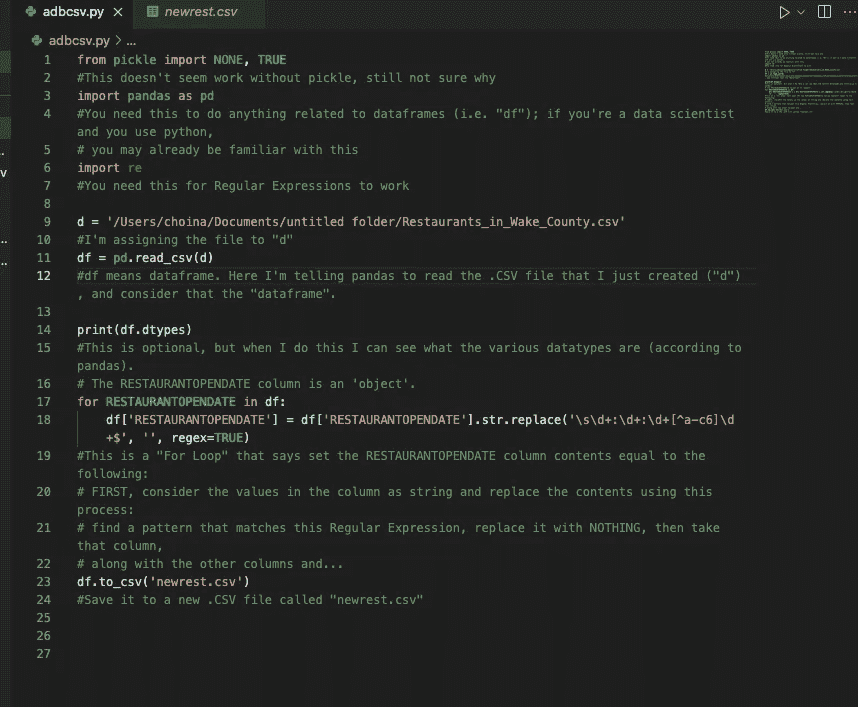 adbcsv.py
newrest.csv
adbcsv.py > ...
1 from pickle import NONE, TRUE
2 #This doesn't seem work without pickle, still not sure why
3 import pandas as pd
4 #You need this to do anything related to dataframes (i.e. "df"); if you're a data scientist
and you use python,
5 # you may already be familiar with this
6 import re
7 #You need this for Regular Expressions to work
8
9 d = '/Users/choina/Documents/untitled folder/Restaurants_in_Wake_County.csv'
10 #I'm assigning the file to "d"
11 df = pd.read_csv(d)
12 #df means dataframe. Here I'm telling pandas to read the .CSV file that I just created ("d")
, and consider that the "dataframe".
13
14 print(df.dtypes)
15 #This is optional, but when I do this I can see what the various datatypes are (according to
pandas).
16 # The RESTAURANTOPENDATE column is an 'object'.
17 for RESTAURANTOPENDATE in df:
18 df['RESTAURANTOPENDATE'] = df['RESTAURANTOPENDATE'].str.replace('\s\d+:\d+:\d+[^a-c6]\d
+$', '', regex=TRUE)
19 #This is a "For Loop" that says set the RESTAURANTOPENDATE column contents equal to the
following:
20 # FIRST, consider the values in the column as string and replace the contents using this
process:
21 # find a pattern that matches this Regular Expression, replace it with NOTHING, then take
that column,
22 # along with the other columns and...
23 df.to_csv('newrest.csv')
24 #Save it to a new .CSV file called "newrest.csv"
25
26
27